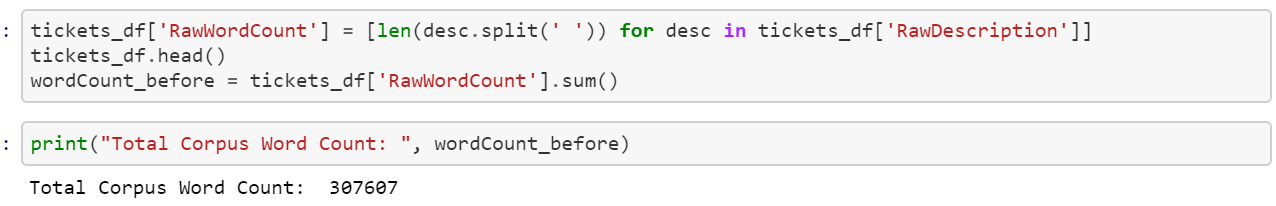 : tickets_df['RawWordCount'] = [len(desc.split(' ')) for desc in tickets_df['RawDescription']]
tickets_df.head()
wordCount_before = tickets_df['RawWordCount'].sum()
: print("Total Corpus Word Count: ", wordCount_before)
Total Corpus Word Count:  307607